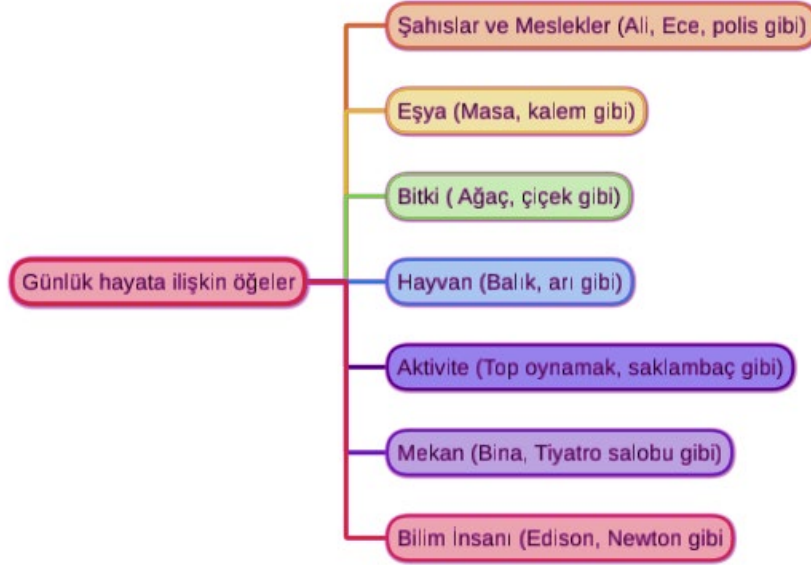 Şahıslar ve Meslekler (Ali, Ece, polis gibi)
Eşya (Masa, kalem gibi)
Bitki ( Ağaç, çiçek gibi)
Günlük hayata ilişkin öğeler
Hayvan (Balık, arı gibi)
Aktivite (Top oynamak, saklambaç gibi)
Mekan (Bina, Tiyatro salobu gibi)
Bilim İnsanı (Edison, Newton gibi